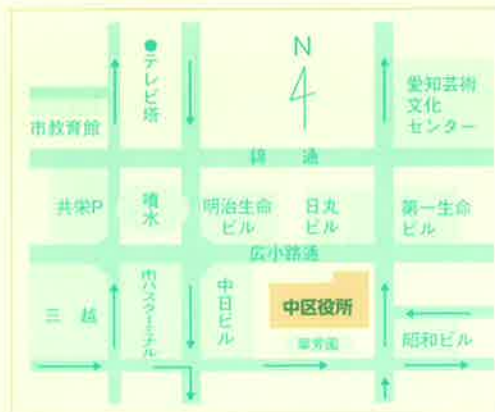 N
●テレビ塔
愛知芸術
文化
センター
市教育館
錦 通
共栄P
噴水
明治生命
ビル
日丸
ビル
第一生命
ビル
広小路通
三 越
市バスターミナル
中日ビル
中区役所
昭和ビル